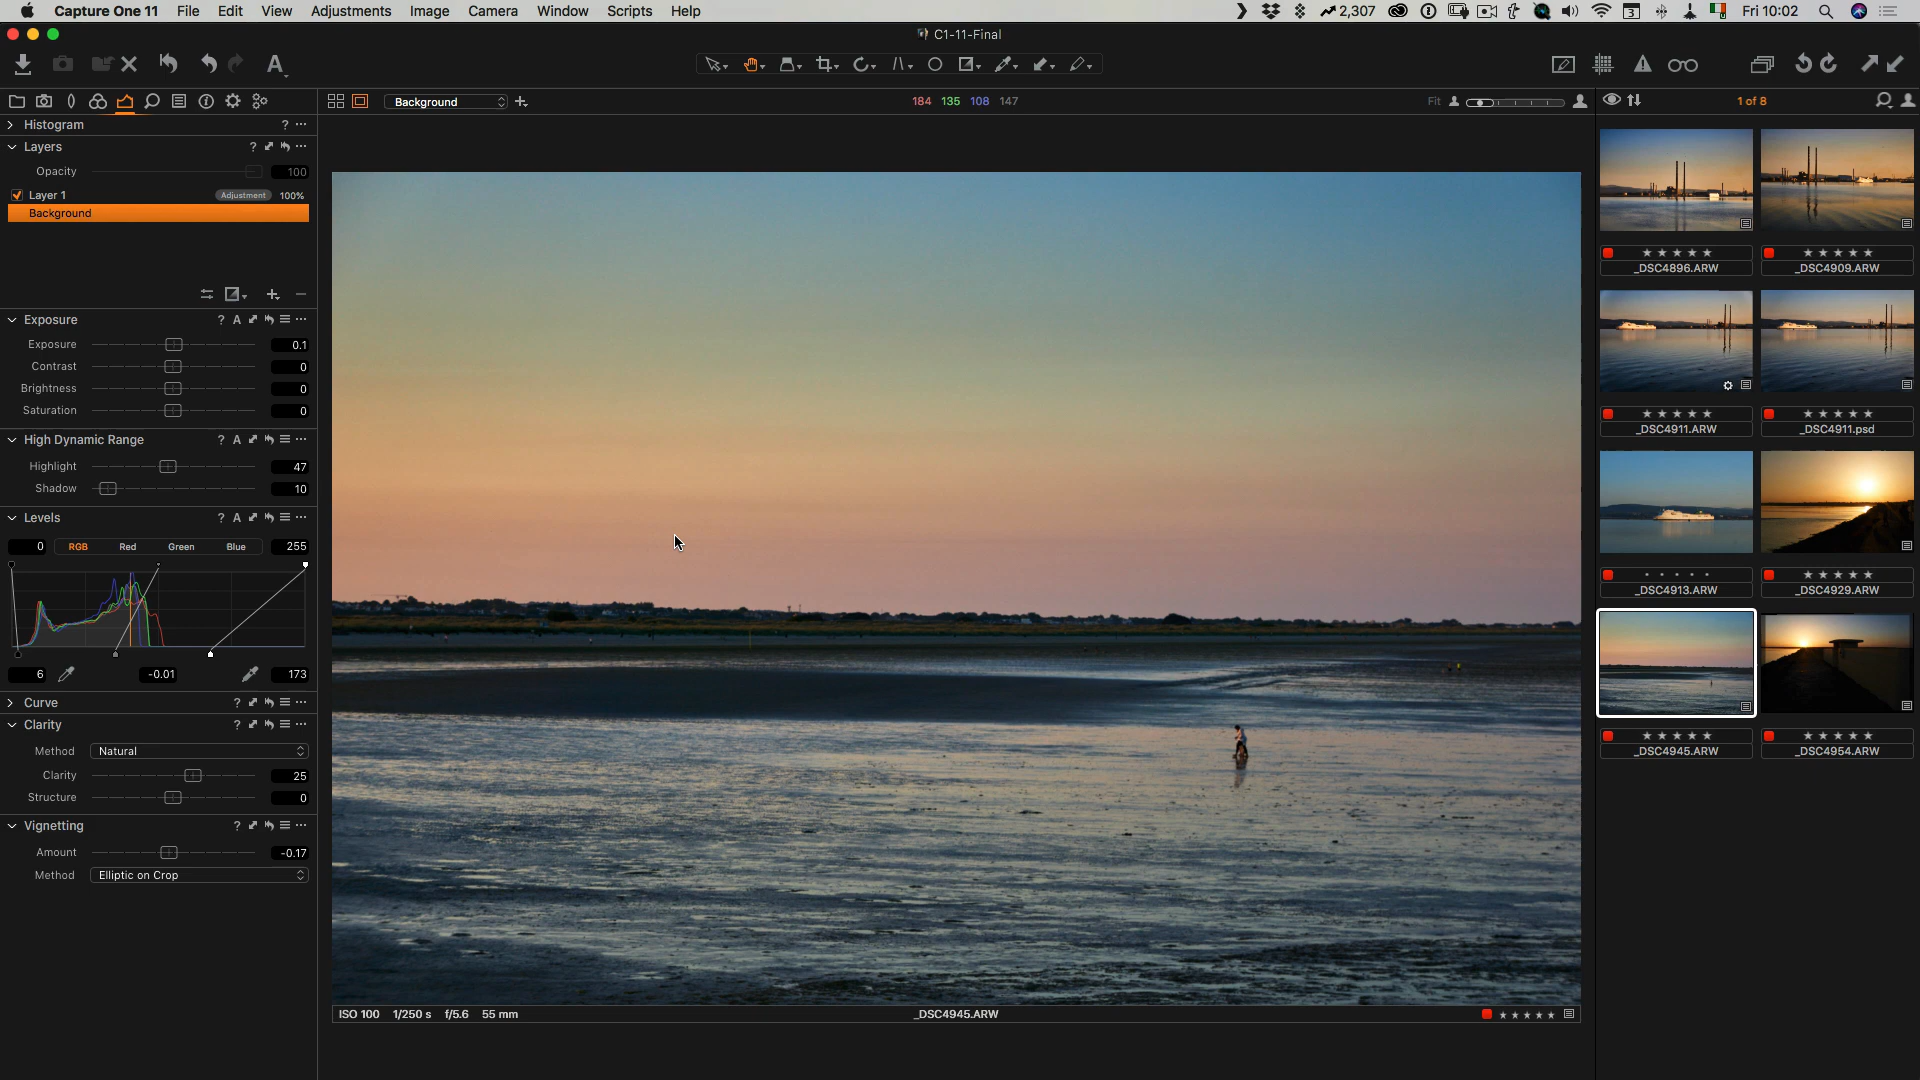 Capture One 11 File Edit View Adjustments Image Camera Window Scripts Help 2,307 3 Fri 10:02
C1-11-Final
A
Background 184 135 108 147 Fit 1 of 8
Histogram ?
Layers ?
Opacity 100
Layer 1 Adjustment 100%
Background
Exposure ? A
Exposure 0.1
Contrast 0
Brightness 0
Saturation 0
High Dynamic Range ? A
Highlight 47
Shadow 10
Levels ? A
0 RGB Red Green Blue 255
6 -0.01 173
Curve ?
Clarity ?
Method Natural
Clarity 25
Structure 0
Vignetting ?
Amount -0.17
Method Elliptic on Crop
ISO 100 1/250 s f/5.6 55 mm _DSC4945.ARW
_DSC4896.ARW _DSC4909.ARW
_DSC4911.ARW _DSC4911.psd
_DSC4913.ARW _DSC4929.ARW
_DSC4945.ARW _DSC4954.ARW